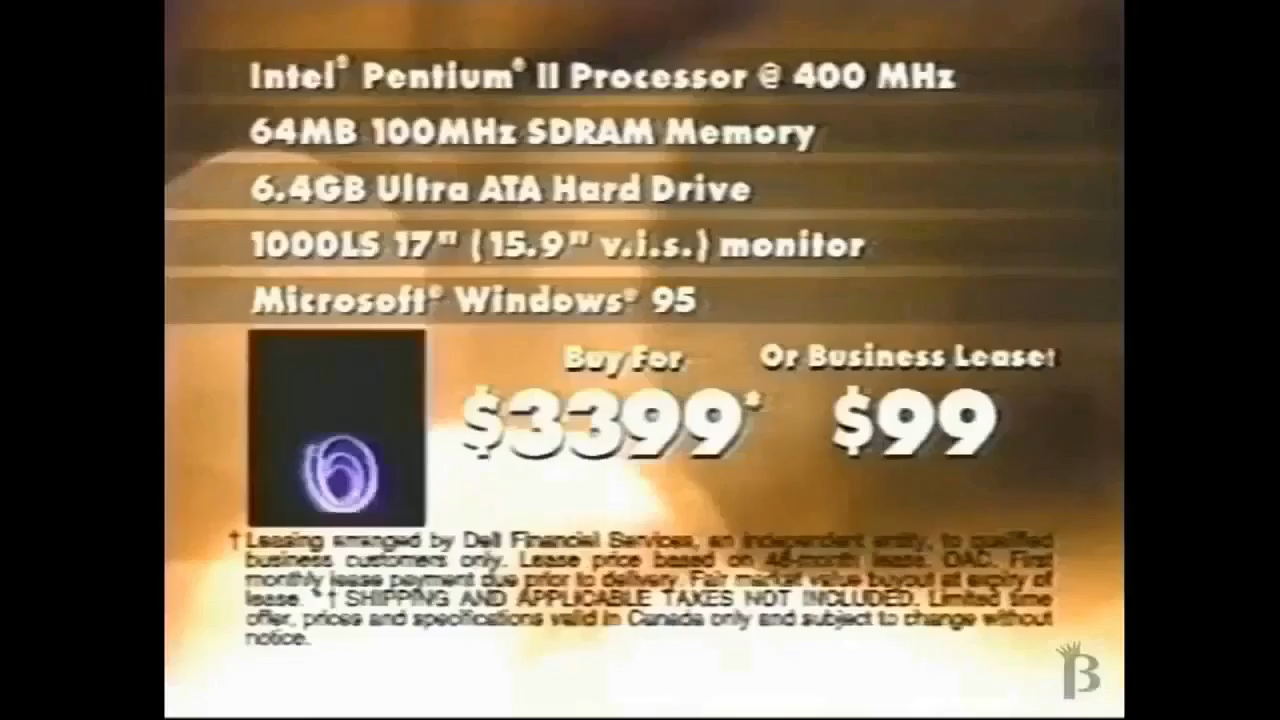 Intel® Pentium® II Processor @ 400 MHz
64MB 100MHz SDRAM Memory
6.4GB Ultra ATA Hard Drive
1000LS 17" (15.9" v.i.s.) monitor
Microsoft® Windows® 95
Buy For Or Business Lease†
$3399* $99
† Leasing arranged by Dell Financial Services, an independent entity, to qualified
business customers only. Lease price based on 48-month lease. OAC. First
monthly lease payment due prior to delivery. Fair market value buyout at expiry of
lease. * † SHIPPING AND APPLICABLE TAXES NOT INCLUDED. Limited time
offer, prices and specifications valid in Canada only and subject to change without
notice.
B